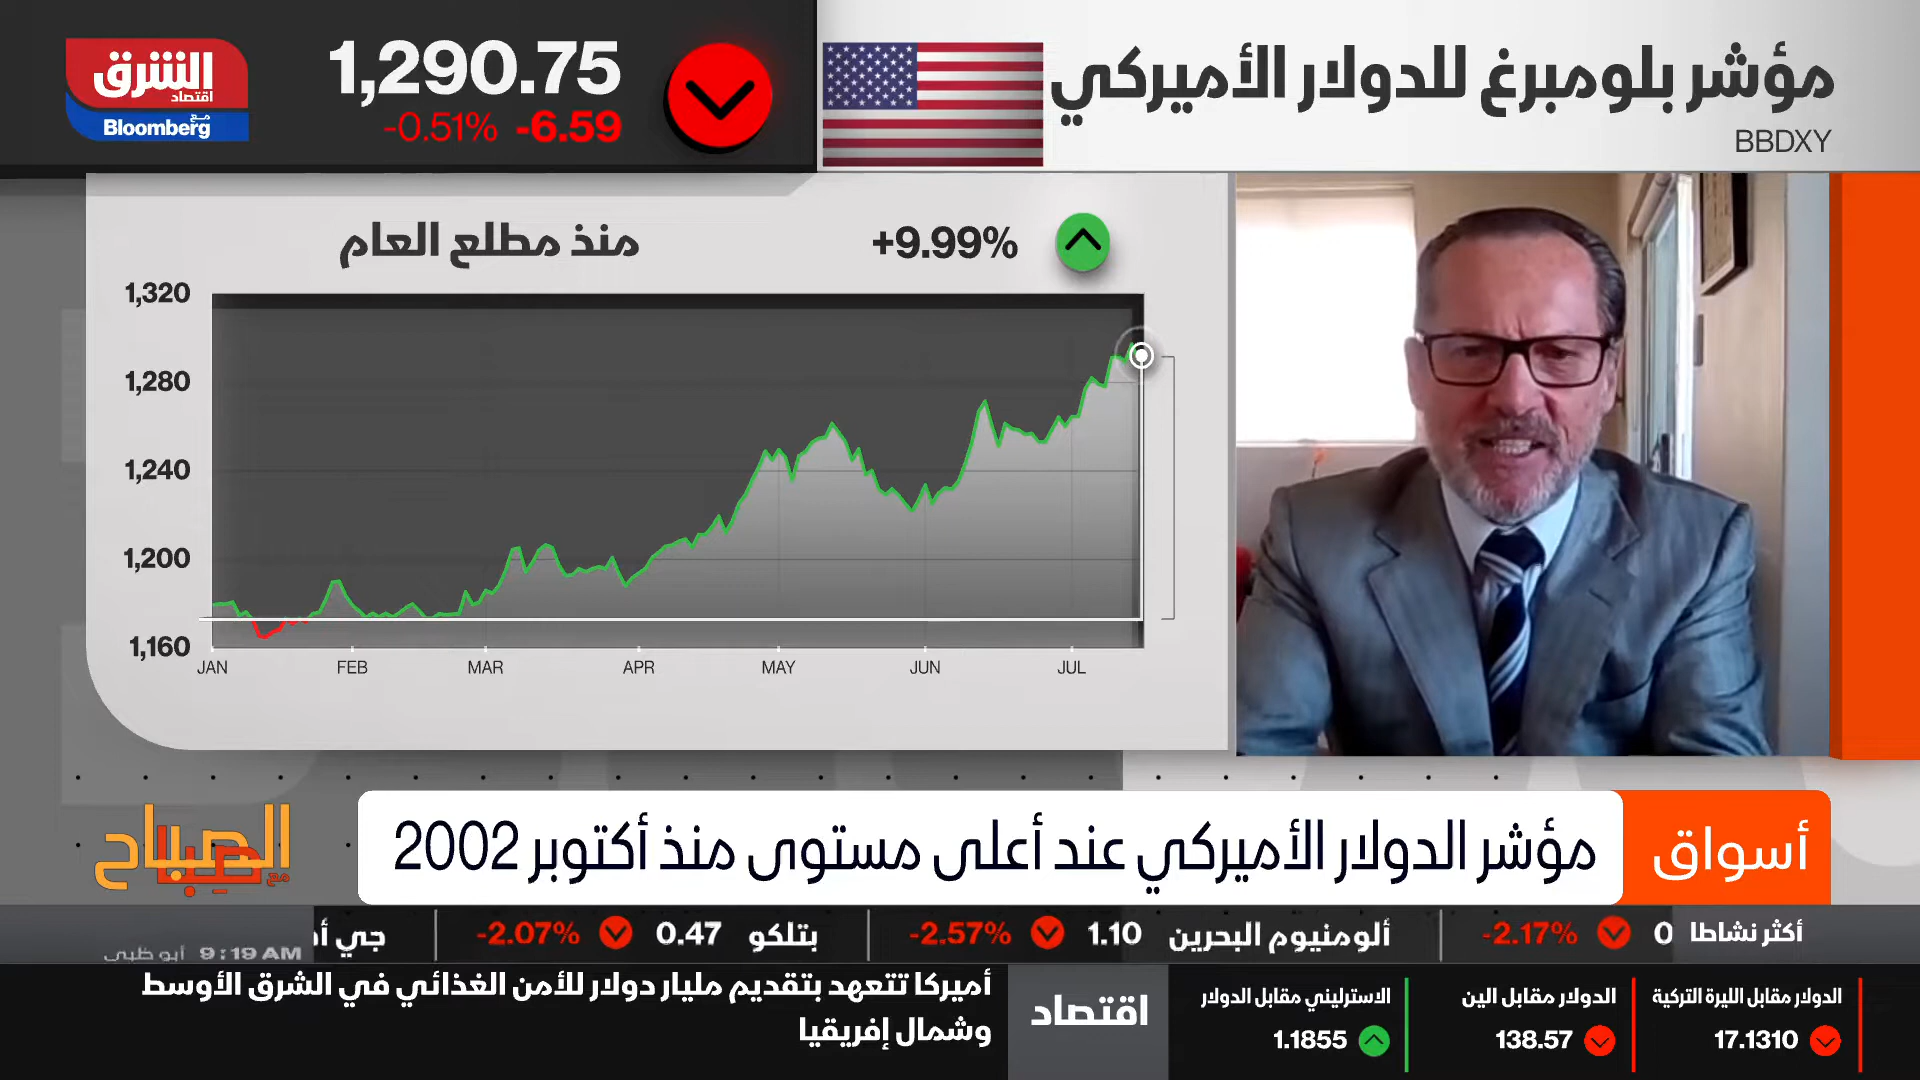 الشرق
اقتصاد
مع
Bloomberg
1,290.75
-0.51% -6.59
مؤشر بلومبرغ للدولار الأميركي
BBDXY
منذ مطلع العام
+9.99%
1,320
1,280
1,240
1,200
1,160
JAN FEB MAR APR MAY JUN JUL
الصباح
مع
صبا
أسواق
مؤشر الدولار الأميركي عند أعلى مستوى منذ أكتوبر 2002
أكثر نشاطا
0 -2.17%
ألومنيوم البحرين 1.10 -2.57%
بتلكو 0.47 -2.07%
جي
9:19 AM أبوظبي
الدولار مقابل الليرة التركية
17.1310
الدولار مقابل الين
138.57
الاسترليني مقابل الدولار
1.1855
اقتصاد
أميركا تتعهد بتقديم مليار دولار للأمن الغذائي في الشرق الأوسط
وشمال إفريقيا